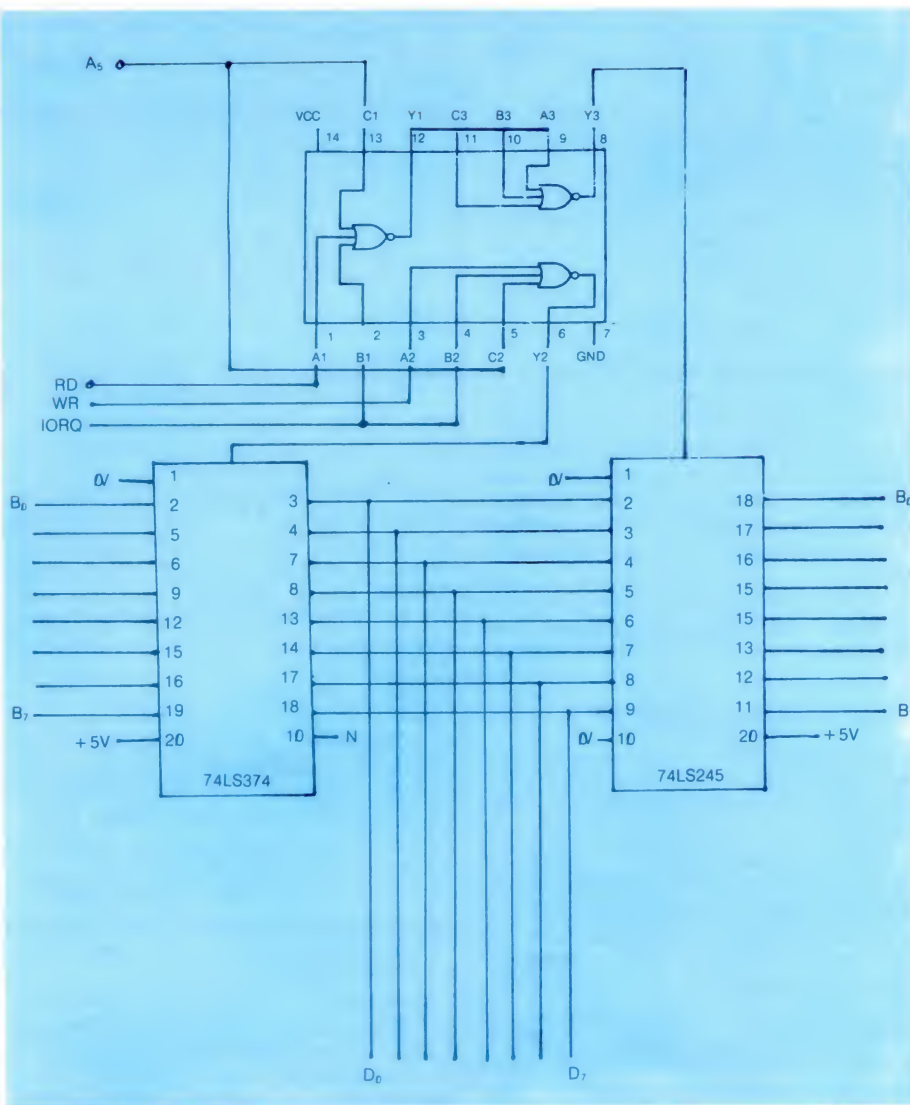 A₅
VCC C1 Y1 C3 B3 A3 Y3
14 13 12 11 10 9 8
1 2 3 4 5 6 7
A1 B1 A2 B2 C2 Y2 GND
RD
WR
IORQ
0V 1
B₀ 2 3
5 4
6 7
9 8
12 13
15 14
16 17
B₇ 19 18
+5V 20 10 N
74LS374
0V 1
2 18 B₀
3 17
4 16
5 15
6 15
7 13
8 12
9 11 B
0V 10 20 +5V
74LS245
D₀ D₇